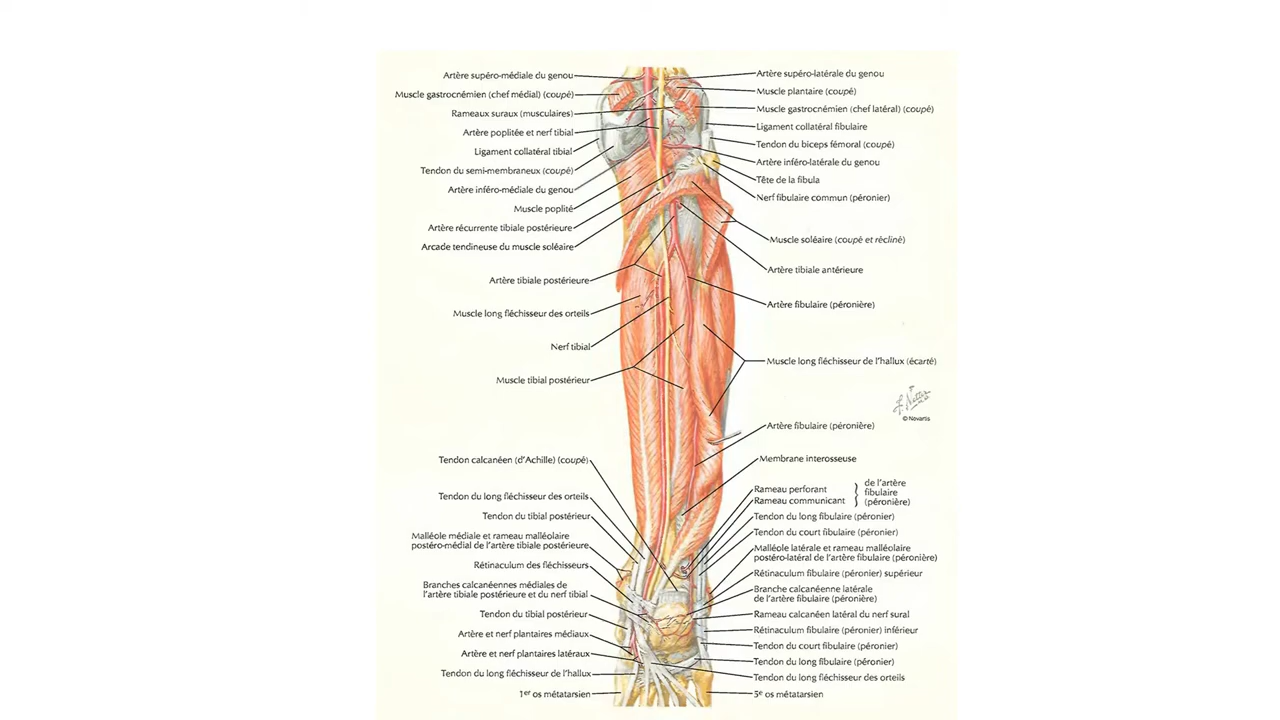 Artère supéro-médiale du genou
Muscle gastrocnémien (chef médial) (coupé)
Rameaux suraux (musculaires)
Artère poplitée et nerf tibial
Ligament collatéral tibial
Tendon du semi-membraneux (coupé)
Artère inféro-médiale du genou
Muscle poplité
Artère récurrente tibiale postérieure
Arcade tendineuse du muscle soléaire
Artère tibiale postérieure
Muscle long fléchisseur des orteils
Nerf tibial
Muscle tibial postérieur
Tendon calcanéen (d'Achille) (coupé)
Tendon du long fléchisseur des orteils
Tendon du tibial postérieur
Malléole médiale et rameau malléolaire
postéro-médial de l'artère tibiale postérieure
Rétinaculum des fléchisseurs
Branches calcanéennes médiales de
l'artère tibiale postérieure et du nerf tibial
Tendon du tibial postérieur
Artère et nerf plantaires médiaux
Artère et nerf plantaires latéraux
Tendon du long fléchisseur de l'hallux
1er os métatarsien
Artère supéro-latérale du genou
Muscle plantaire (coupé)
Muscle gastrocnémien (chef latéral) (coupé)
Ligament collatéral fibulaire
Tendon du biceps fémoral (coupé)
Artère inféro-latérale du genou
Tête de la fibula
Nerf fibulaire commun (péronier)
Muscle soléaire (coupé et récliné)
Artère tibiale antérieure
Artère fibulaire (péronière)
Muscle long fléchisseur de l'hallux (écarté)
F. Netter
© Novartis
Artère fibulaire (péronière)
Membrane interosseuse
Rameau perforant
Rameau communicant
de l'artère
fibulaire
(péronière)
Tendon du long fibulaire (péronier)
Tendon du court fibulaire (péronier)
Malléole latérale et rameau malléolaire
postéro-latéral de l'artère fibulaire (péronière)
Rétinaculum fibulaire (péronier) supérieur
Branche calcanéenne latérale
de l'artère fibulaire (péronière)
Rameau calcanéen latéral du nerf sural
Rétinaculum fibulaire (péronier) inférieur
Tendon du court fibulaire (péronier)
Tendon du long fibulaire (péronier)
Tendon du long fléchisseur des orteils
5e os métatarsien